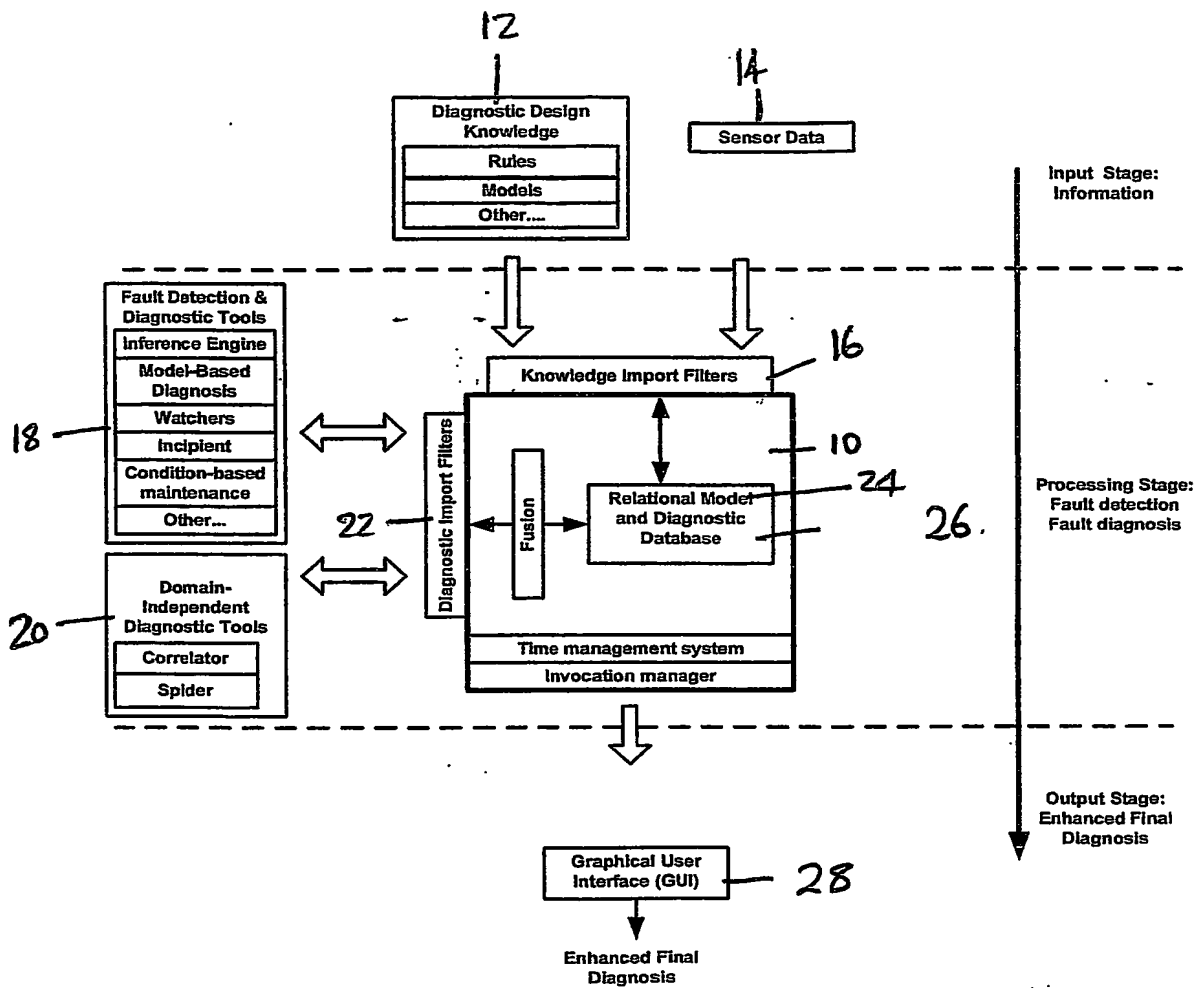 12
14
Diagnostic Design
Knowledge
Rules
Models
Other....
Sensor Data
Input Stage:
Information
Fault Detection &
Diagnostic Tools
Inference Engine
Model-Based
Diagnosis
Watchers
Incipient
Condition-based
maintenance
Other...
18
Domain-
Independent
Diagnostic Tools
Correlator
Spider
20
Knowledge Import Filters
16
Diagnostic Import Filters
22
Fusion
10
Relational Model
and Diagnostic
Database
24
26.
Time management system
Invocation manager
Processing Stage:
Fault detection
Fault diagnosis
Output Stage:
Enhanced Final
Diagnosis
Graphical User
Interface (GUI)
28
Enhanced Final
Diagnosis